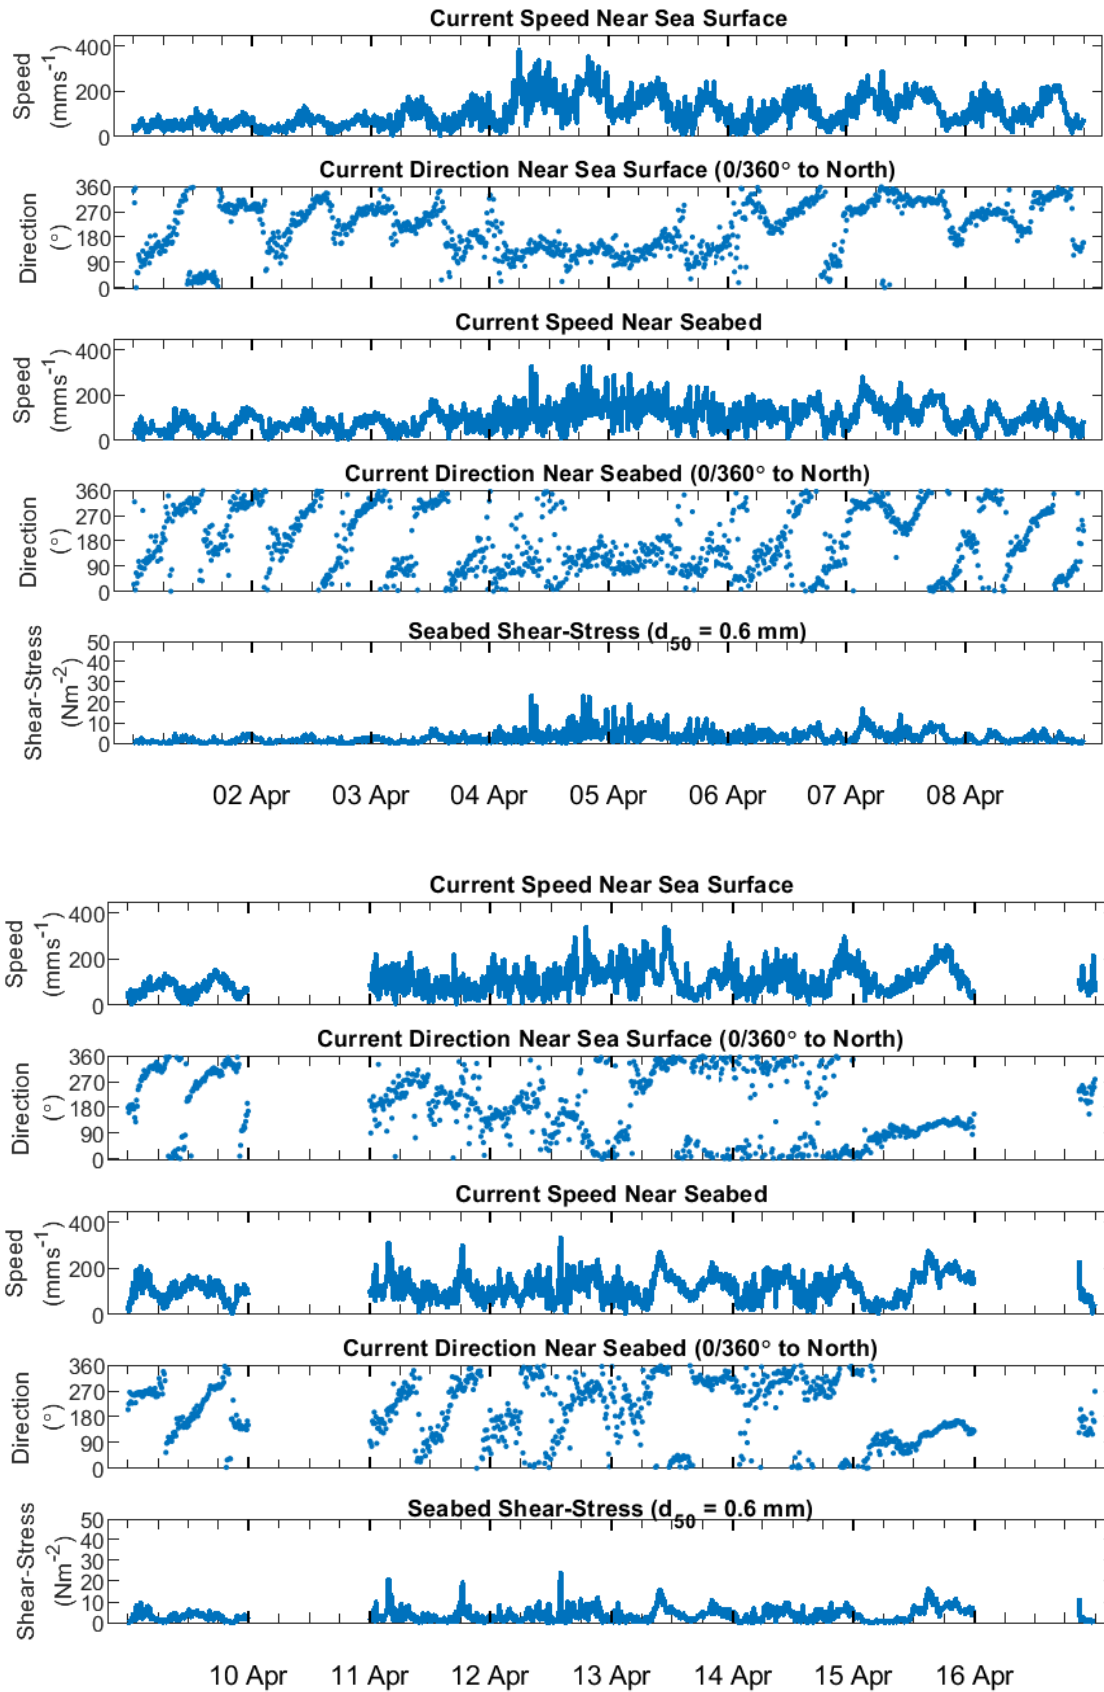 Current Speed Near Sea Surface
Speed
(mms⁻¹)
400
200
0
Current Direction Near Sea Surface (0/360° to North)
Direction
(°)
360
270
180
90
0
Current Speed Near Seabed
Speed
(mms⁻¹)
400
200
0
Current Direction Near Seabed (0/360° to North)
Direction
(°)
360
270
180
90
0
Seabed Shear-Stress (d₅₀ = 0.6 mm)
Shear-Stress
(Nm⁻²)
50
40
30
20
10
0
02 Apr 03 Apr 04 Apr 05 Apr 06 Apr 07 Apr 08 Apr
Current Speed Near Sea Surface
Speed
(mms⁻¹)
400
200
0
Current Direction Near Sea Surface (0/360° to North)
Direction
(°)
360
270
180
90
0
Current Speed Near Seabed
Speed
(mms⁻¹)
400
200
0
Current Direction Near Seabed (0/360° to North)
Direction
(°)
360
270
180
90
0
Seabed Shear-Stress (d₅₀ = 0.6 mm)
Shear-Stress
(Nm⁻²)
50
40
30
20
10
0
10 Apr 11 Apr 12 Apr 13 Apr 14 Apr 15 Apr 16 Apr